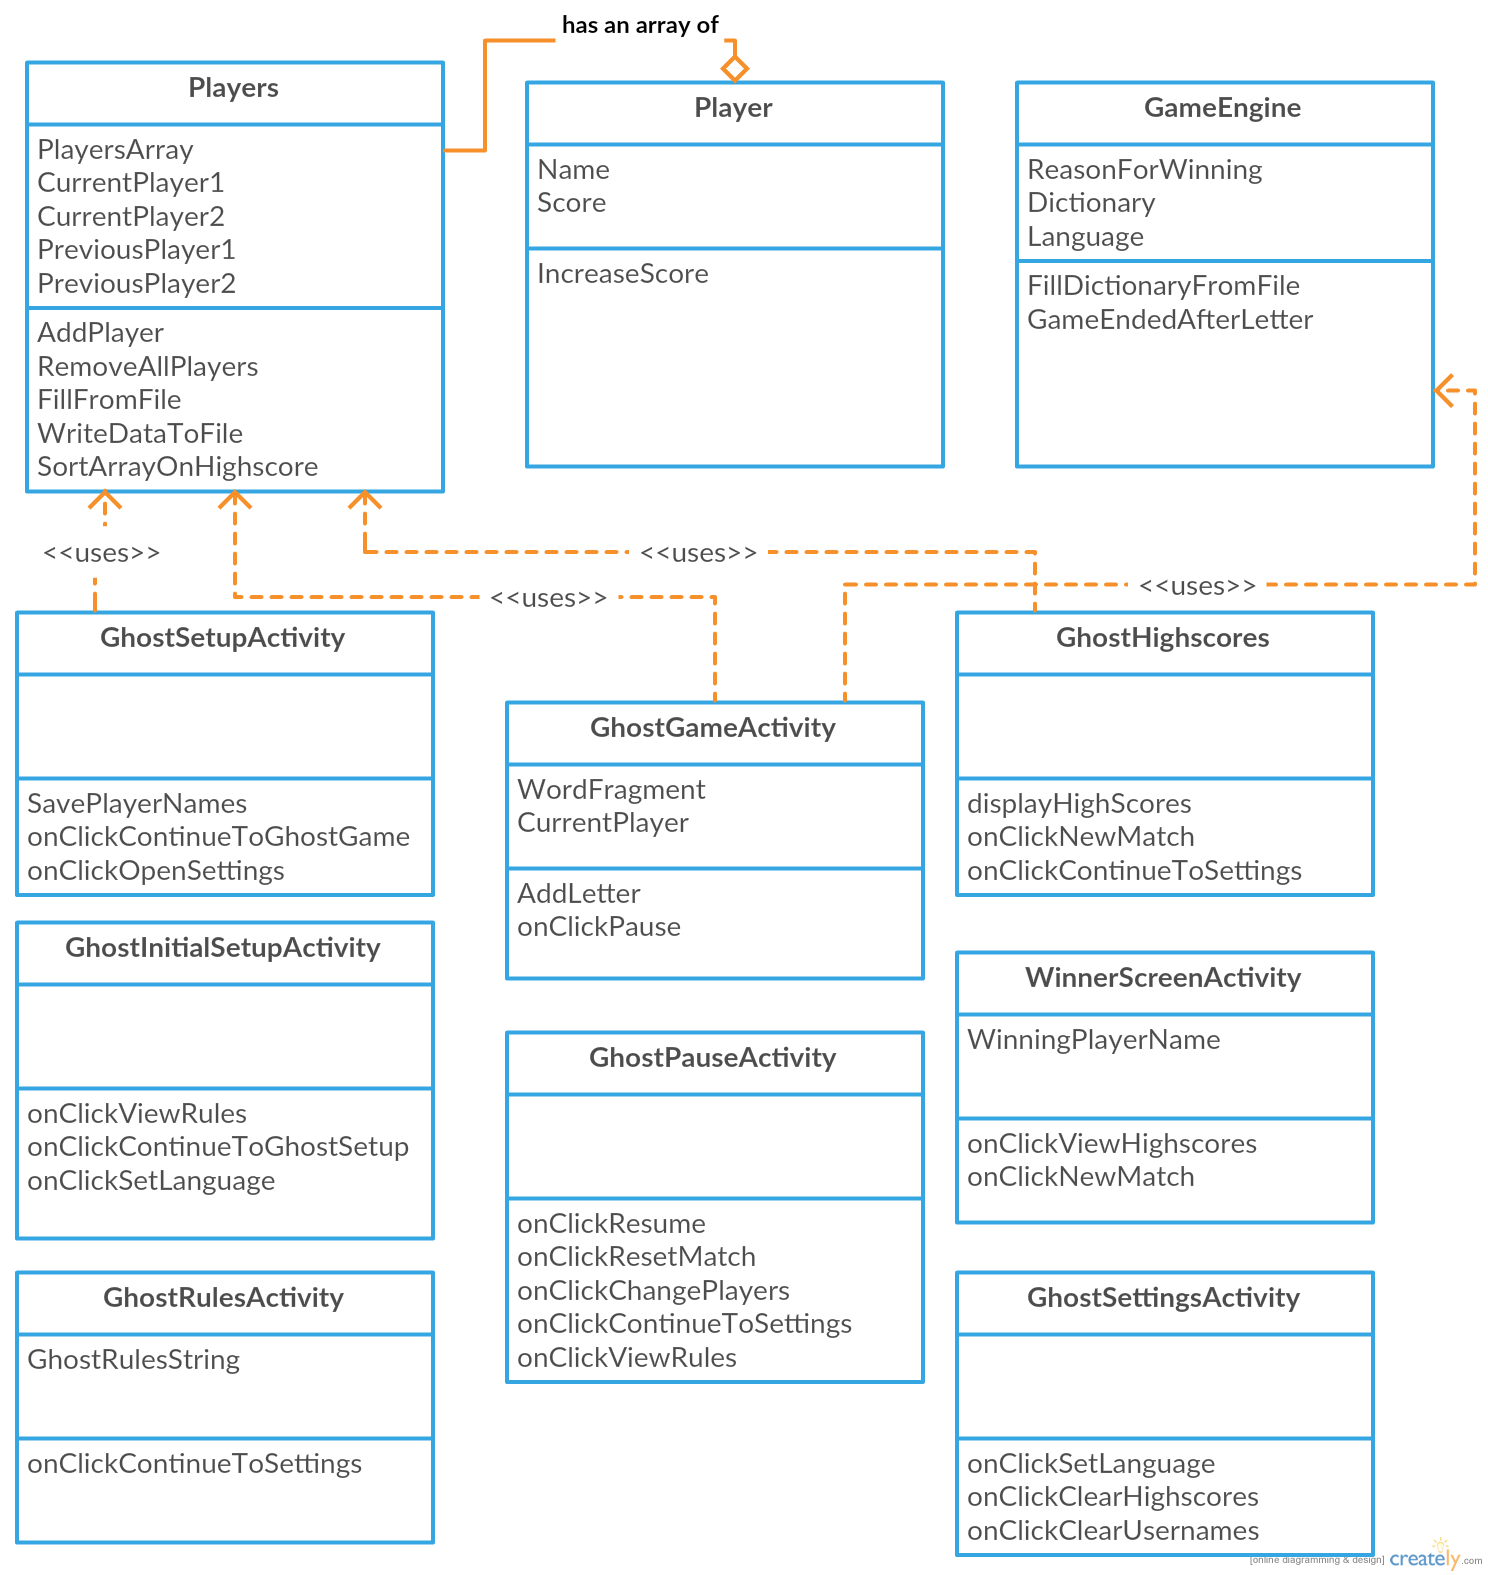 has an array of
Players
PlayersArray
CurrentPlayer1
CurrentPlayer2
PreviousPlayer1
PreviousPlayer2
AddPlayer
RemoveAllPlayers
FillFromFile
WriteDataToFile
SortArrayOnHighscore
Player
Name
Score
IncreaseScore
GameEngine
ReasonForWinning
Dictionary
Language
FillDictionaryFromFile
GameEndedAfterLetter
<<uses>>
<<uses>>
<<uses>>
<<uses>>
GhostSetupActivity
SavePlayerNames
onClickContinueToGhostGame
onClickOpenSettings
GhostGameActivity
WordFragment
CurrentPlayer
AddLetter
onClickPause
GhostHighscores
displayHighScores
onClickNewMatch
onClickContinueToSettings
GhostInitialSetupActivity
onClickViewRules
onClickContinueToGhostSetup
onClickSetLanguage
GhostPauseActivity
onClickResume
onClickResetMatch
onClickChangePlayers
onClickContinueToSettings
onClickViewRules
WinnerScreenActivity
WinningPlayerName
onClickViewHighscores
onClickNewMatch
GhostRulesActivity
GhostRulesString
onClickContinueToSettings
GhostSettingsActivity
onClickSetLanguage
onClickClearHighscores
onClickClearUsernames
[online diagramming & design] creately.com